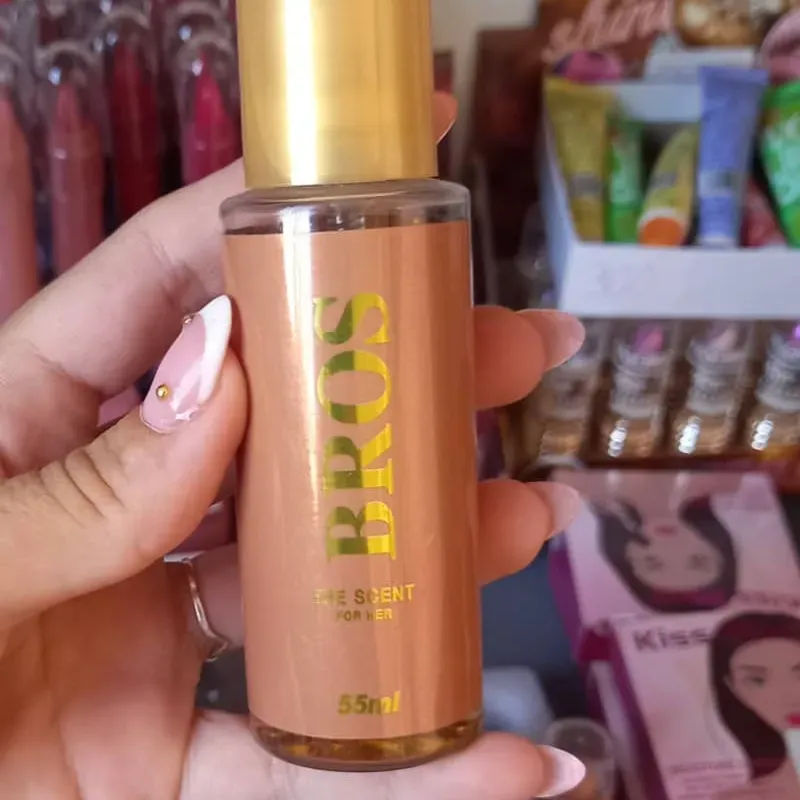 BROS
THE SCENT
FOR HER
55ml
Kiss